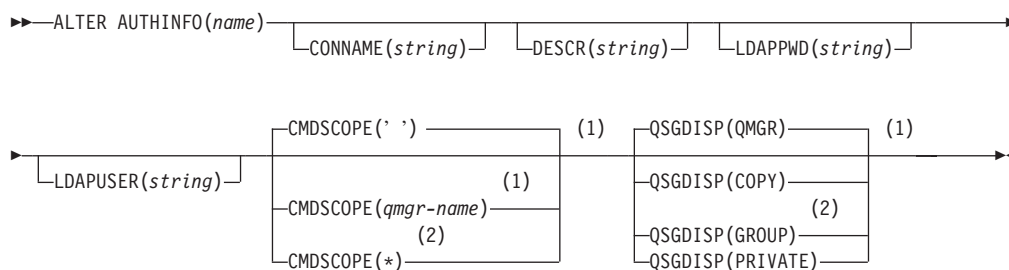 ALTER AUTHINFO(name)
CONNAME(string) DESCR(string) LDAPPWD(string)
LDAPUSER(string)
CMDSCOPE(’ ’) (1)
CMDSCOPE(qmgr-name) (1)
CMDSCOPE(*) (2)
QSGDISP(QMGR) (1)
QSGDISP(COPY)
QSGDISP(GROUP) (2)
QSGDISP(PRIVATE)